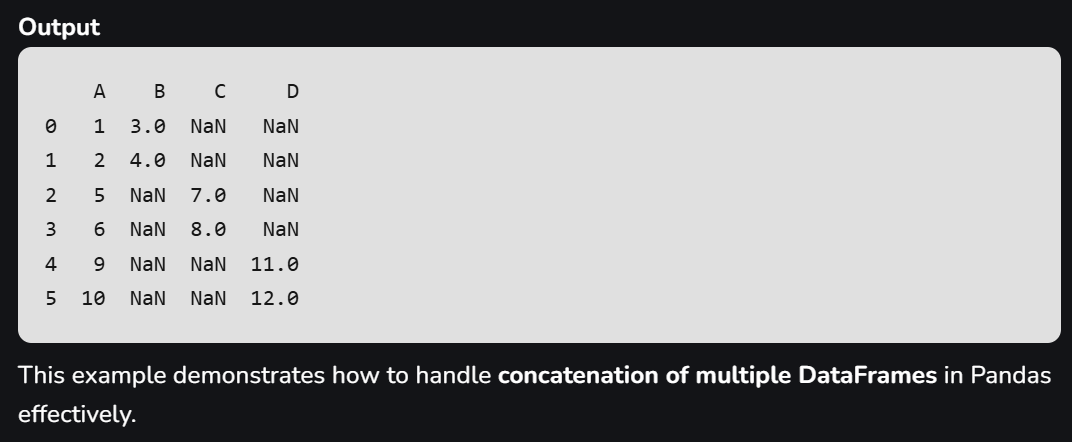 Output
A B C D
0 1 3.0 NaN NaN
1 2 4.0 NaN NaN
2 5 NaN 7.0 NaN
3 6 NaN 8.0 NaN
4 9 NaN NaN 11.0
5 10 NaN NaN 12.0
This example demonstrates how to handle concatenation of multiple DataFrames in Pandas
effectively.